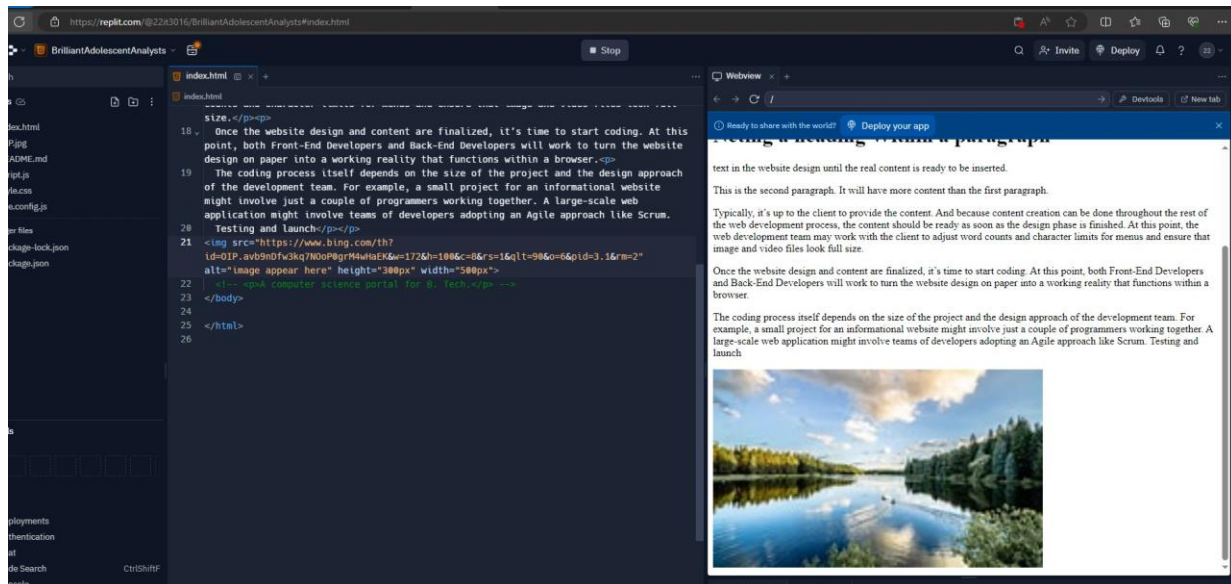 https://replit.com/@22it3016/BrilliantAdolescentAnalysts#index.html
BrilliantAdolescentAnalysts
Stop
Invite
Deploy
?
22
index.html
index.html
size.</p><p>
18 Once the website design and content are finalized, it's time to start coding. At this
point, both Front-End Developers and Back-End Developers will work to turn the website
design on paper into a working reality that functions within a browser.<p>
19 The coding process itself depends on the size of the project and the design approach
of the development team. For example, a small project for an informational website
might involve just a couple of programmers working together. A large-scale web
application might involve teams of developers adopting an Agile approach like Scrum.
20 Testing and launch</p></p>
21 <img src="https://www.bing.com/th?
id=OIP.avb9nDfw3kq7NOoP0grM4wHaEK&w=172&h=100&c=8&rs=1&qlt=90&o=6&pid=3.1&rm=2"
alt="image appear here" height="300px" width="500px">
22 <!-- <p>A computer science portal for B. Tech.</p> -->
23 </body>
24
25 </html>
26
dex.html
P.jpg
ADME.md
ript.js
yle.css
e.config.js
er files
ckage-lock.json
ckage.json
ployments
thentication
at
de Search CtrlShiftF
Webview
/
Devtools
New tab
Ready to share with the world? Deploy your app
text in the website design until the real content is ready to be inserted.
This is the second paragraph. It will have more content than the first paragraph.
Typically, it's up to the client to provide the content. And because content creation can be done throughout the rest of
the web development process, the content should be ready as soon as the design phase is finished. At this point, the
web development team may work with the client to adjust word counts and character limits for menus and ensure that
image and video files look full size.
Once the website design and content are finalized, it's time to start coding. At this point, both Front-End Developers
and Back-End Developers will work to turn the website design on paper into a working reality that functions within a
browser.
The coding process itself depends on the size of the project and the design approach of the development team. For
example, a small project for an informational website might involve just a couple of programmers working together. A
large-scale web application might involve teams of developers adopting an Agile approach like Scrum. Testing and
launch